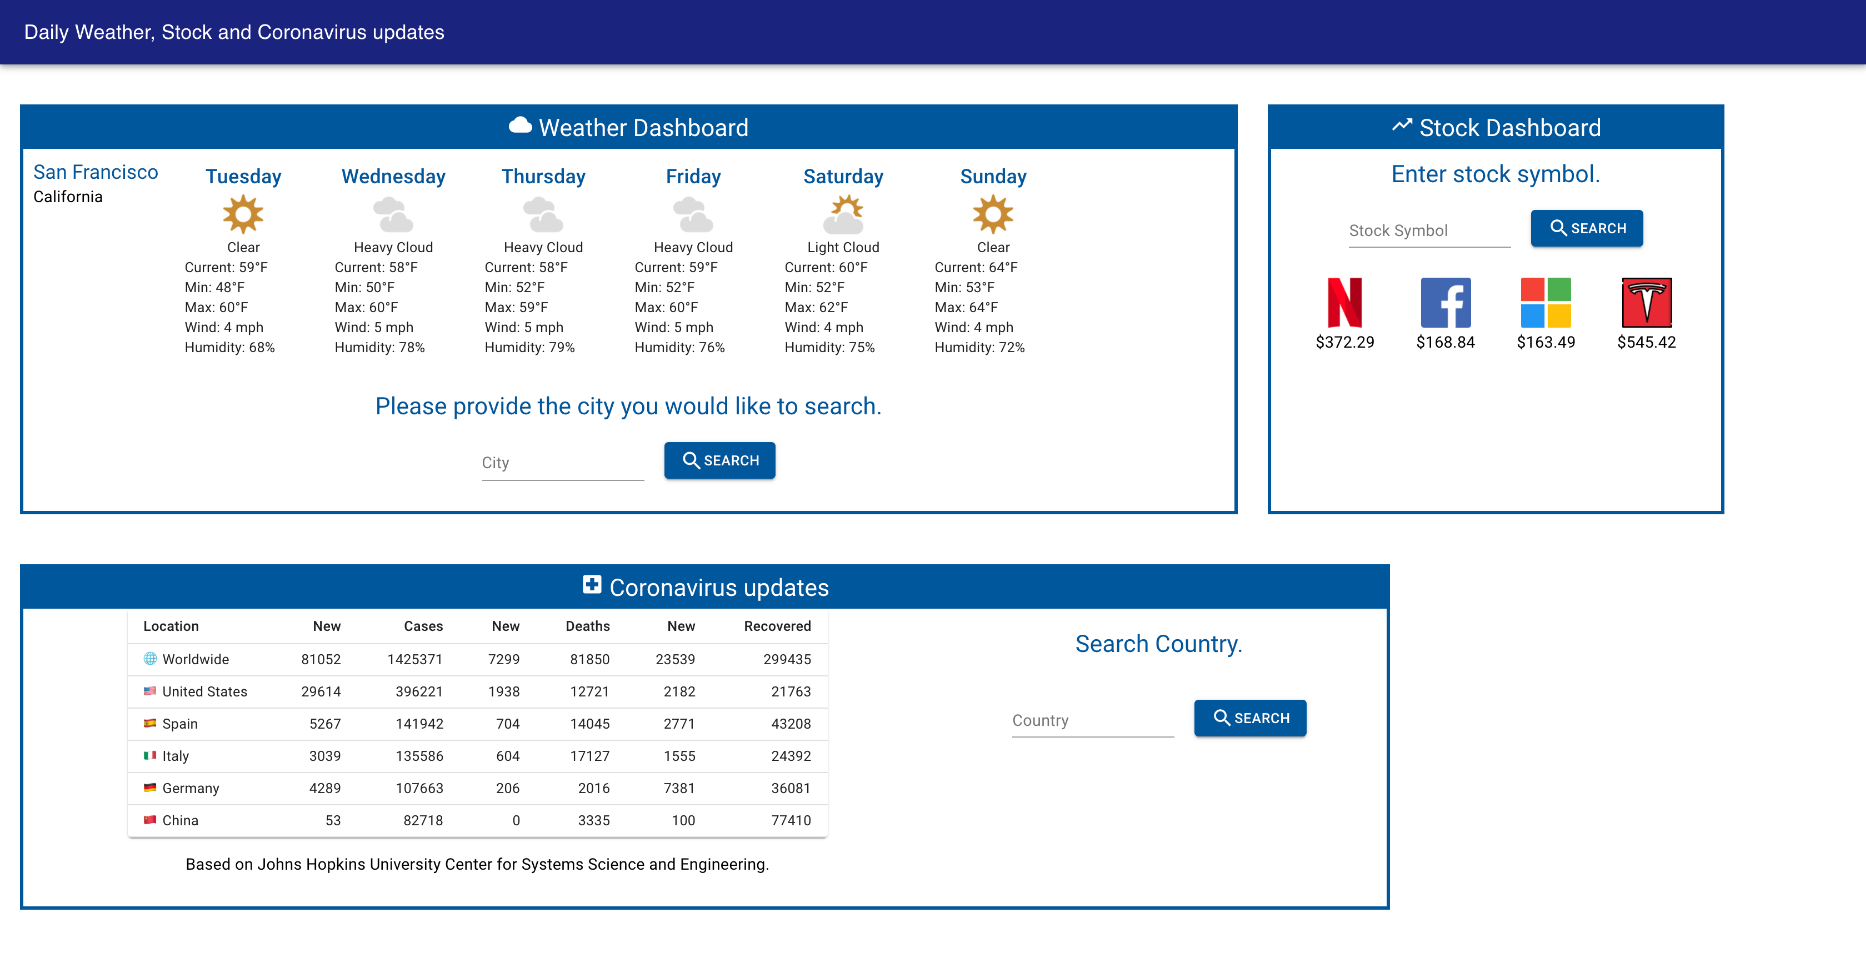 Daily Weather, Stock and Coronavirus updates
Weather Dashboard
San Francisco
California
Tuesday Wednesday Thursday Friday Saturday Sunday
Clear Heavy Cloud Heavy Cloud Heavy Cloud Light Cloud Clear
Current: 59°F Current: 58°F Current: 58°F Current: 59°F Current: 60°F Current: 64°F
Min: 48°F Min: 50°F Min: 52°F Min: 52°F Min: 52°F Min: 53°F
Max: 60°F Max: 60°F Max: 59°F Max: 60°F Max: 62°F Max: 64°F
Wind: 4 mph Wind: 5 mph Wind: 5 mph Wind: 5 mph Wind: 4 mph Wind: 4 mph
Humidity: 68% Humidity: 78% Humidity: 79% Humidity: 76% Humidity: 75% Humidity: 72%
Please provide the city you would like to search.
City SEARCH
Stock Dashboard
Enter stock symbol.
Stock Symbol SEARCH
$372.29 $168.84 $163.49 $545.42
Coronavirus updates
Location New Cases New Deaths New Recovered
Worldwide 81052 1425371 7299 81850 23539 299435
United States 29614 396221 1938 12721 2182 21763
Spain 5267 141942 704 14045 2771 43208
Italy 3039 135586 604 17127 1555 24392
Germany 4289 107663 206 2016 7381 36081
China 53 82718 0 3335 100 77410
Based on Johns Hopkins University Center for Systems Science and Engineering.
Search Country.
Country SEARCH